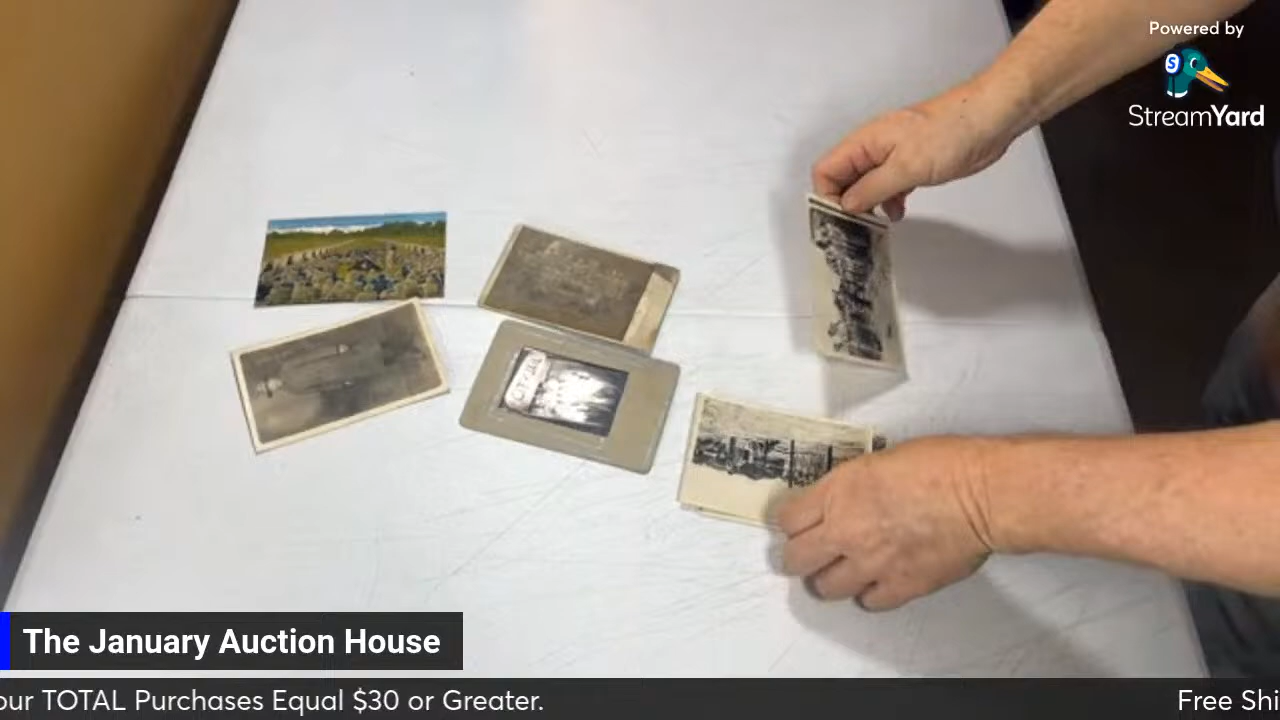 Powered by
StreamYard
The January Auction House
our TOTAL Purchases Equal $30 or Greater.
Free Shi